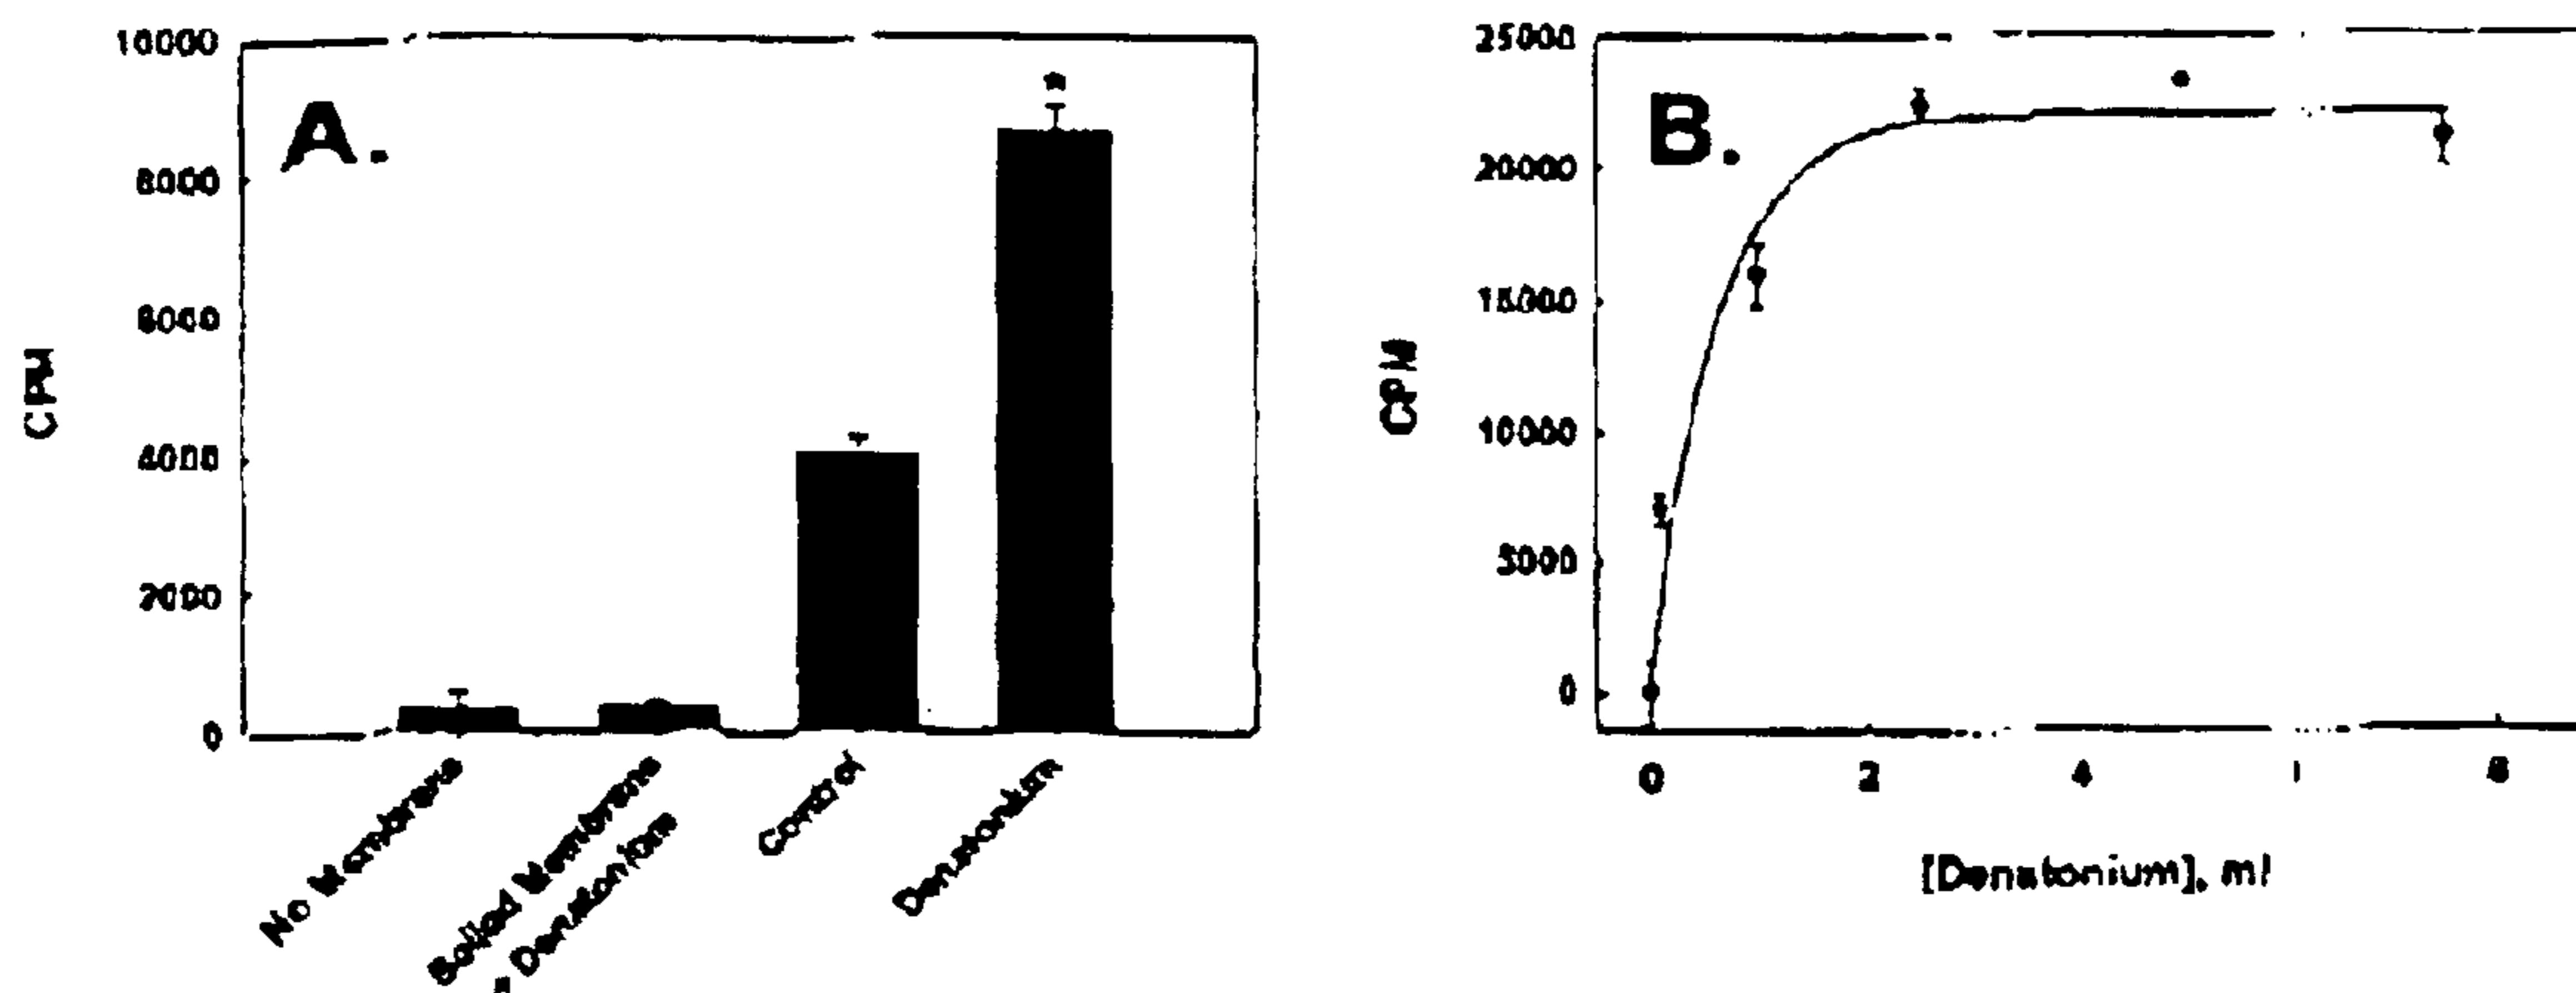 10000
8000
6000
4000
2000
0
CPM
A.
No Membrane
Boiled Membrane
+ Denatonium
Control
Denatonium
*
25000
20000
15000
10000
5000
0
CPM
B.
0
2
4
8
[Denatonium], ml